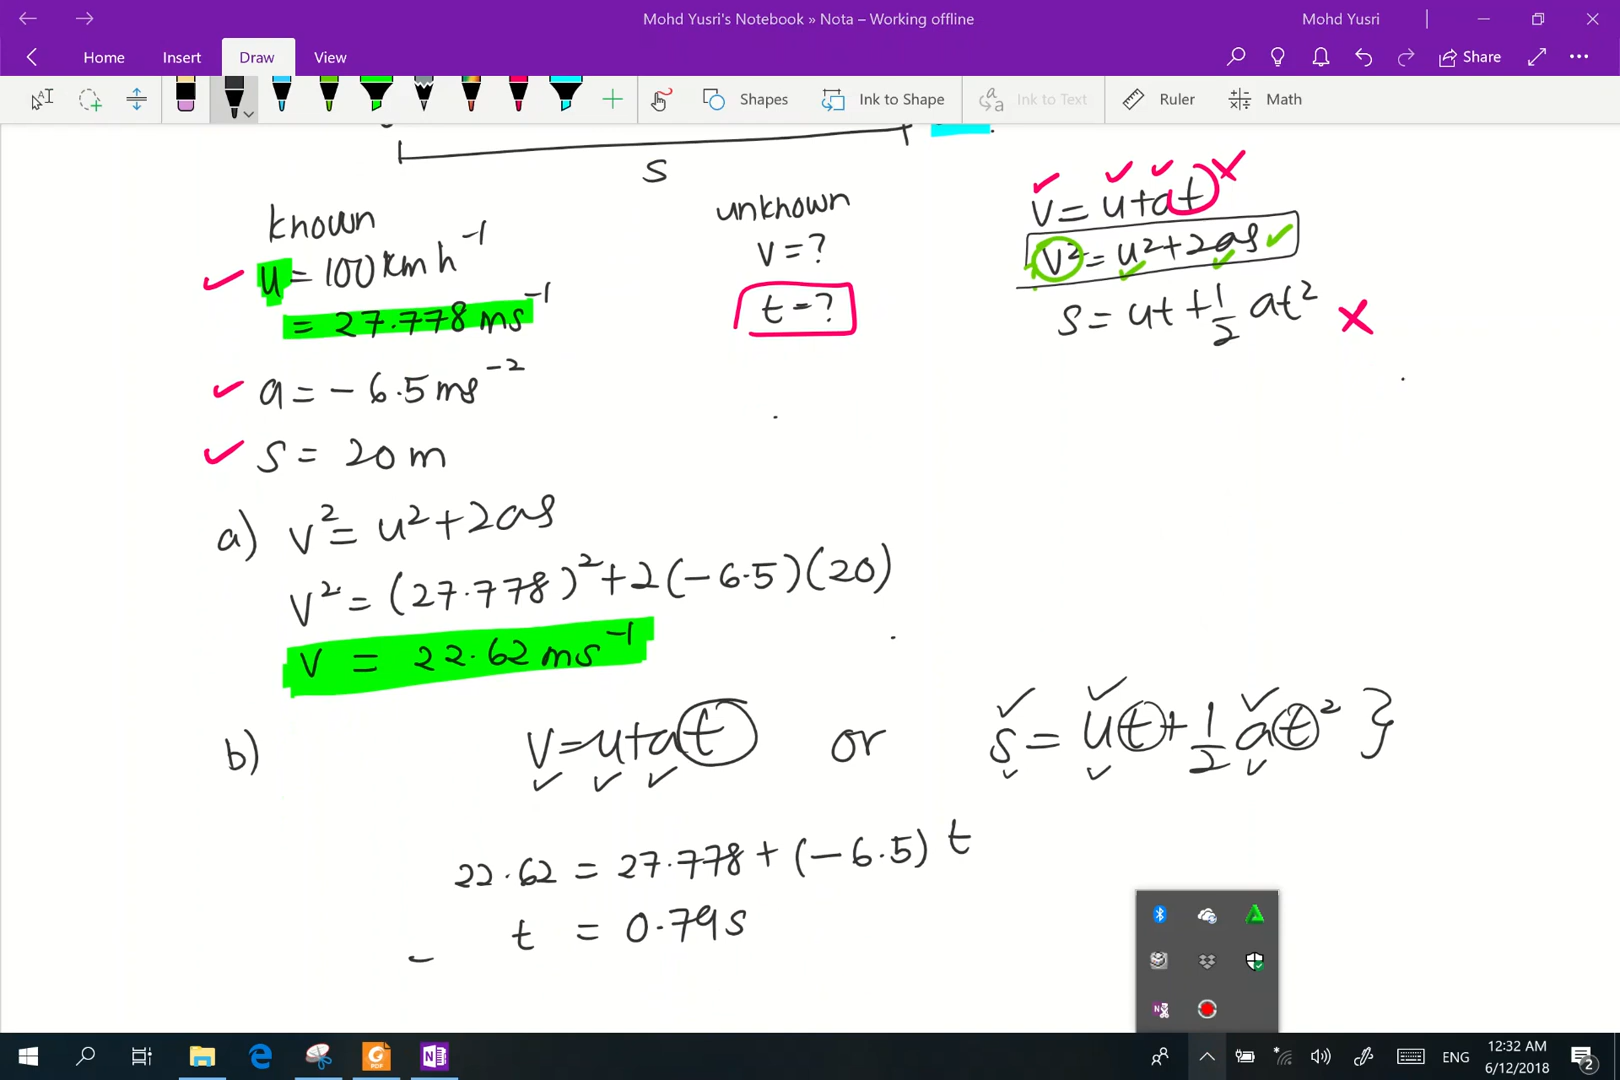 Mohd Yusri's Notebook » Nota – Working offline
Mohd Yusri
Home Insert Draw View
Share
Shapes
Ink to Shape
Ink to Text
Ruler
Math
s
known
u = 100 km h⁻¹
= 27.778 ms⁻¹
a = - 6.5 ms⁻²
s = 20 m
unknown
v = ?
t = ?
v = u+at
v² = u²+2as
s = ut + 1/2 at²
a) v² = u²+2as
v² = (27.778)²+2(-6.5)(20)
v = 22.62 ms⁻¹
b) v=u+at or s = ut + 1/2 at² }
22.62 = 27.778 + (-6.5) t
t = 0.79s
ENG
12:32 AM
6/12/2018
2